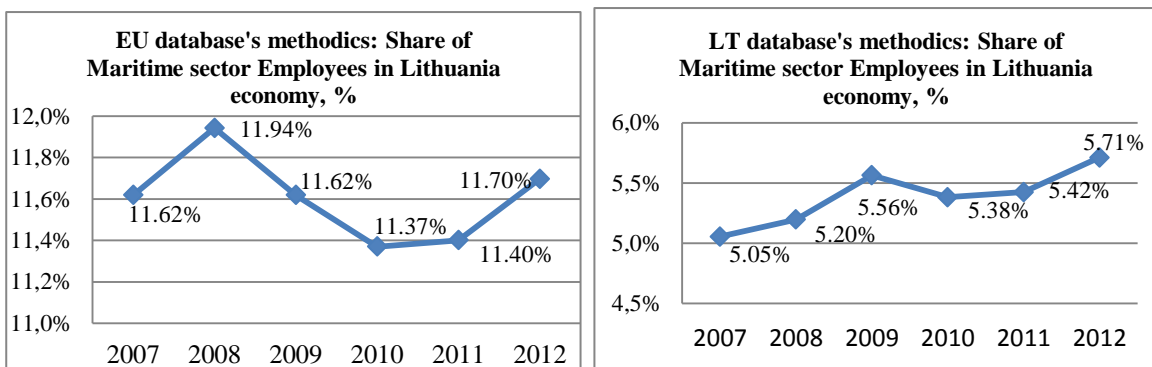 EU database's methodics: Share of
Maritime sector Employees in Lithuania
economy, %
12,0%
11,8%
11,6%
11,4%
11,2%
11,0%
11.62%
11.94%
11.62%
11.37%
11.40%
11.70%
2007 2008 2009 2010 2011 2012
LT database's methodics: Share of
Maritime sector Employees in Lithuania
economy, %
6,0%
5,5%
5,0%
4,5%
5.05%
5.20%
5.56%
5.38%
5.42%
5.71%
2007 2008 2009 2010 2011 2012